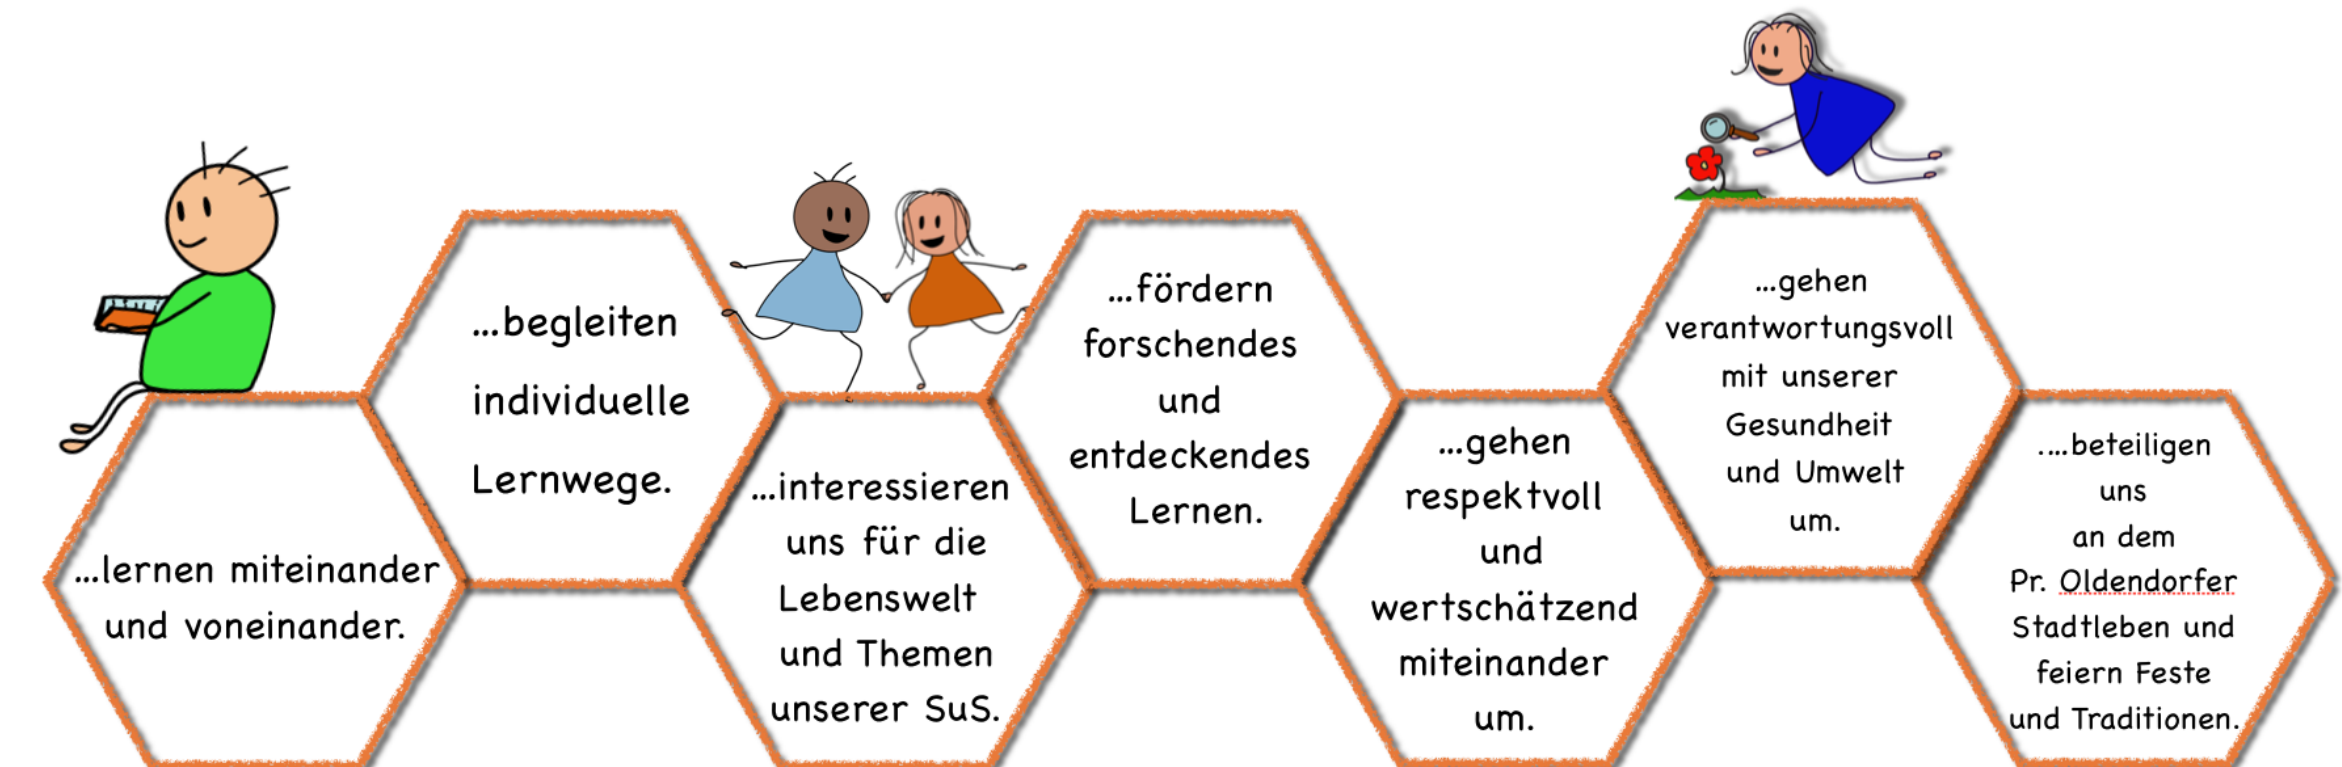 ...lernen miteinander
und voneinander.
...begleiten
individuelle
Lernwege.
...interessieren
uns für die
Lebenswelt
und Themen
unserer SuS.
...fördern
forschendes
und
entdeckendes
Lernen.
...gehen
respektvoll
und
wertschätzend
miteinander
um.
...gehen
verantwortungsvoll
mit unserer
Gesundheit
und Umwelt
um.
....beteiligen
uns
an dem
Pr. Oldendorfer
Stadtleben und
feiern Feste
und Traditionen.